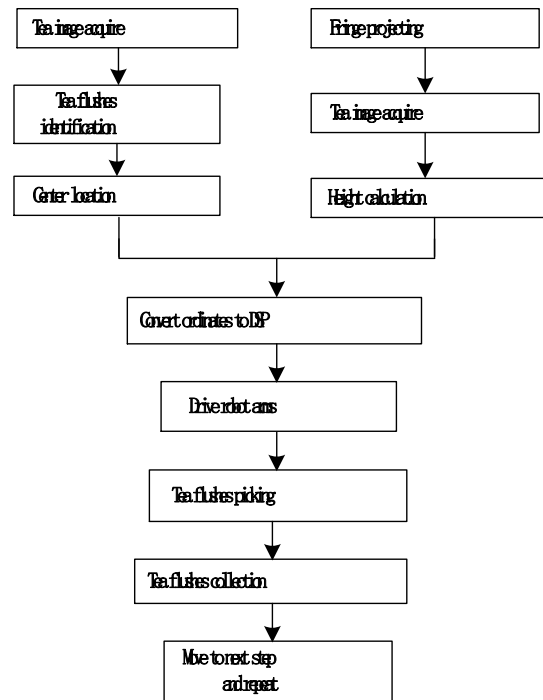 Tea image acquire
Tea flushes
identification
Center location
Fringe projecting
Tea image acquire
Height calculation
Convert ordinates to DSP
Drive robot arms
Tea flushes picking
Tea flushes collection
Move to next step
and repeat